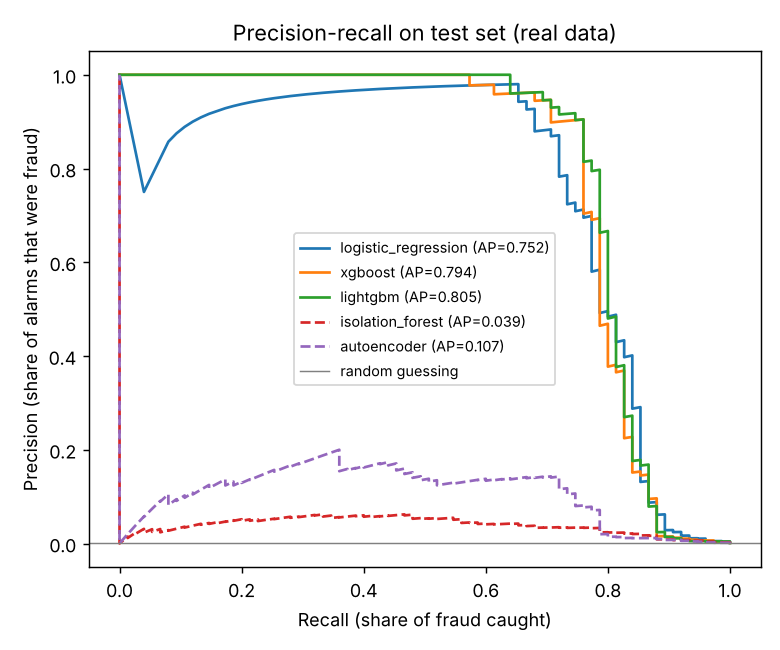 Precision-recall on test set (real data)
Precision (share of alarms that were fraud)
1.0
0.8
0.6
0.4
0.2
0.0
logistic_regression (AP=0.752)
xgboost (AP=0.794)
lightgbm (AP=0.805)
isolation_forest (AP=0.039)
autoencoder (AP=0.107)
random guessing
0.0 0.2 0.4 0.6 0.8 1.0
Recall (share of fraud caught)